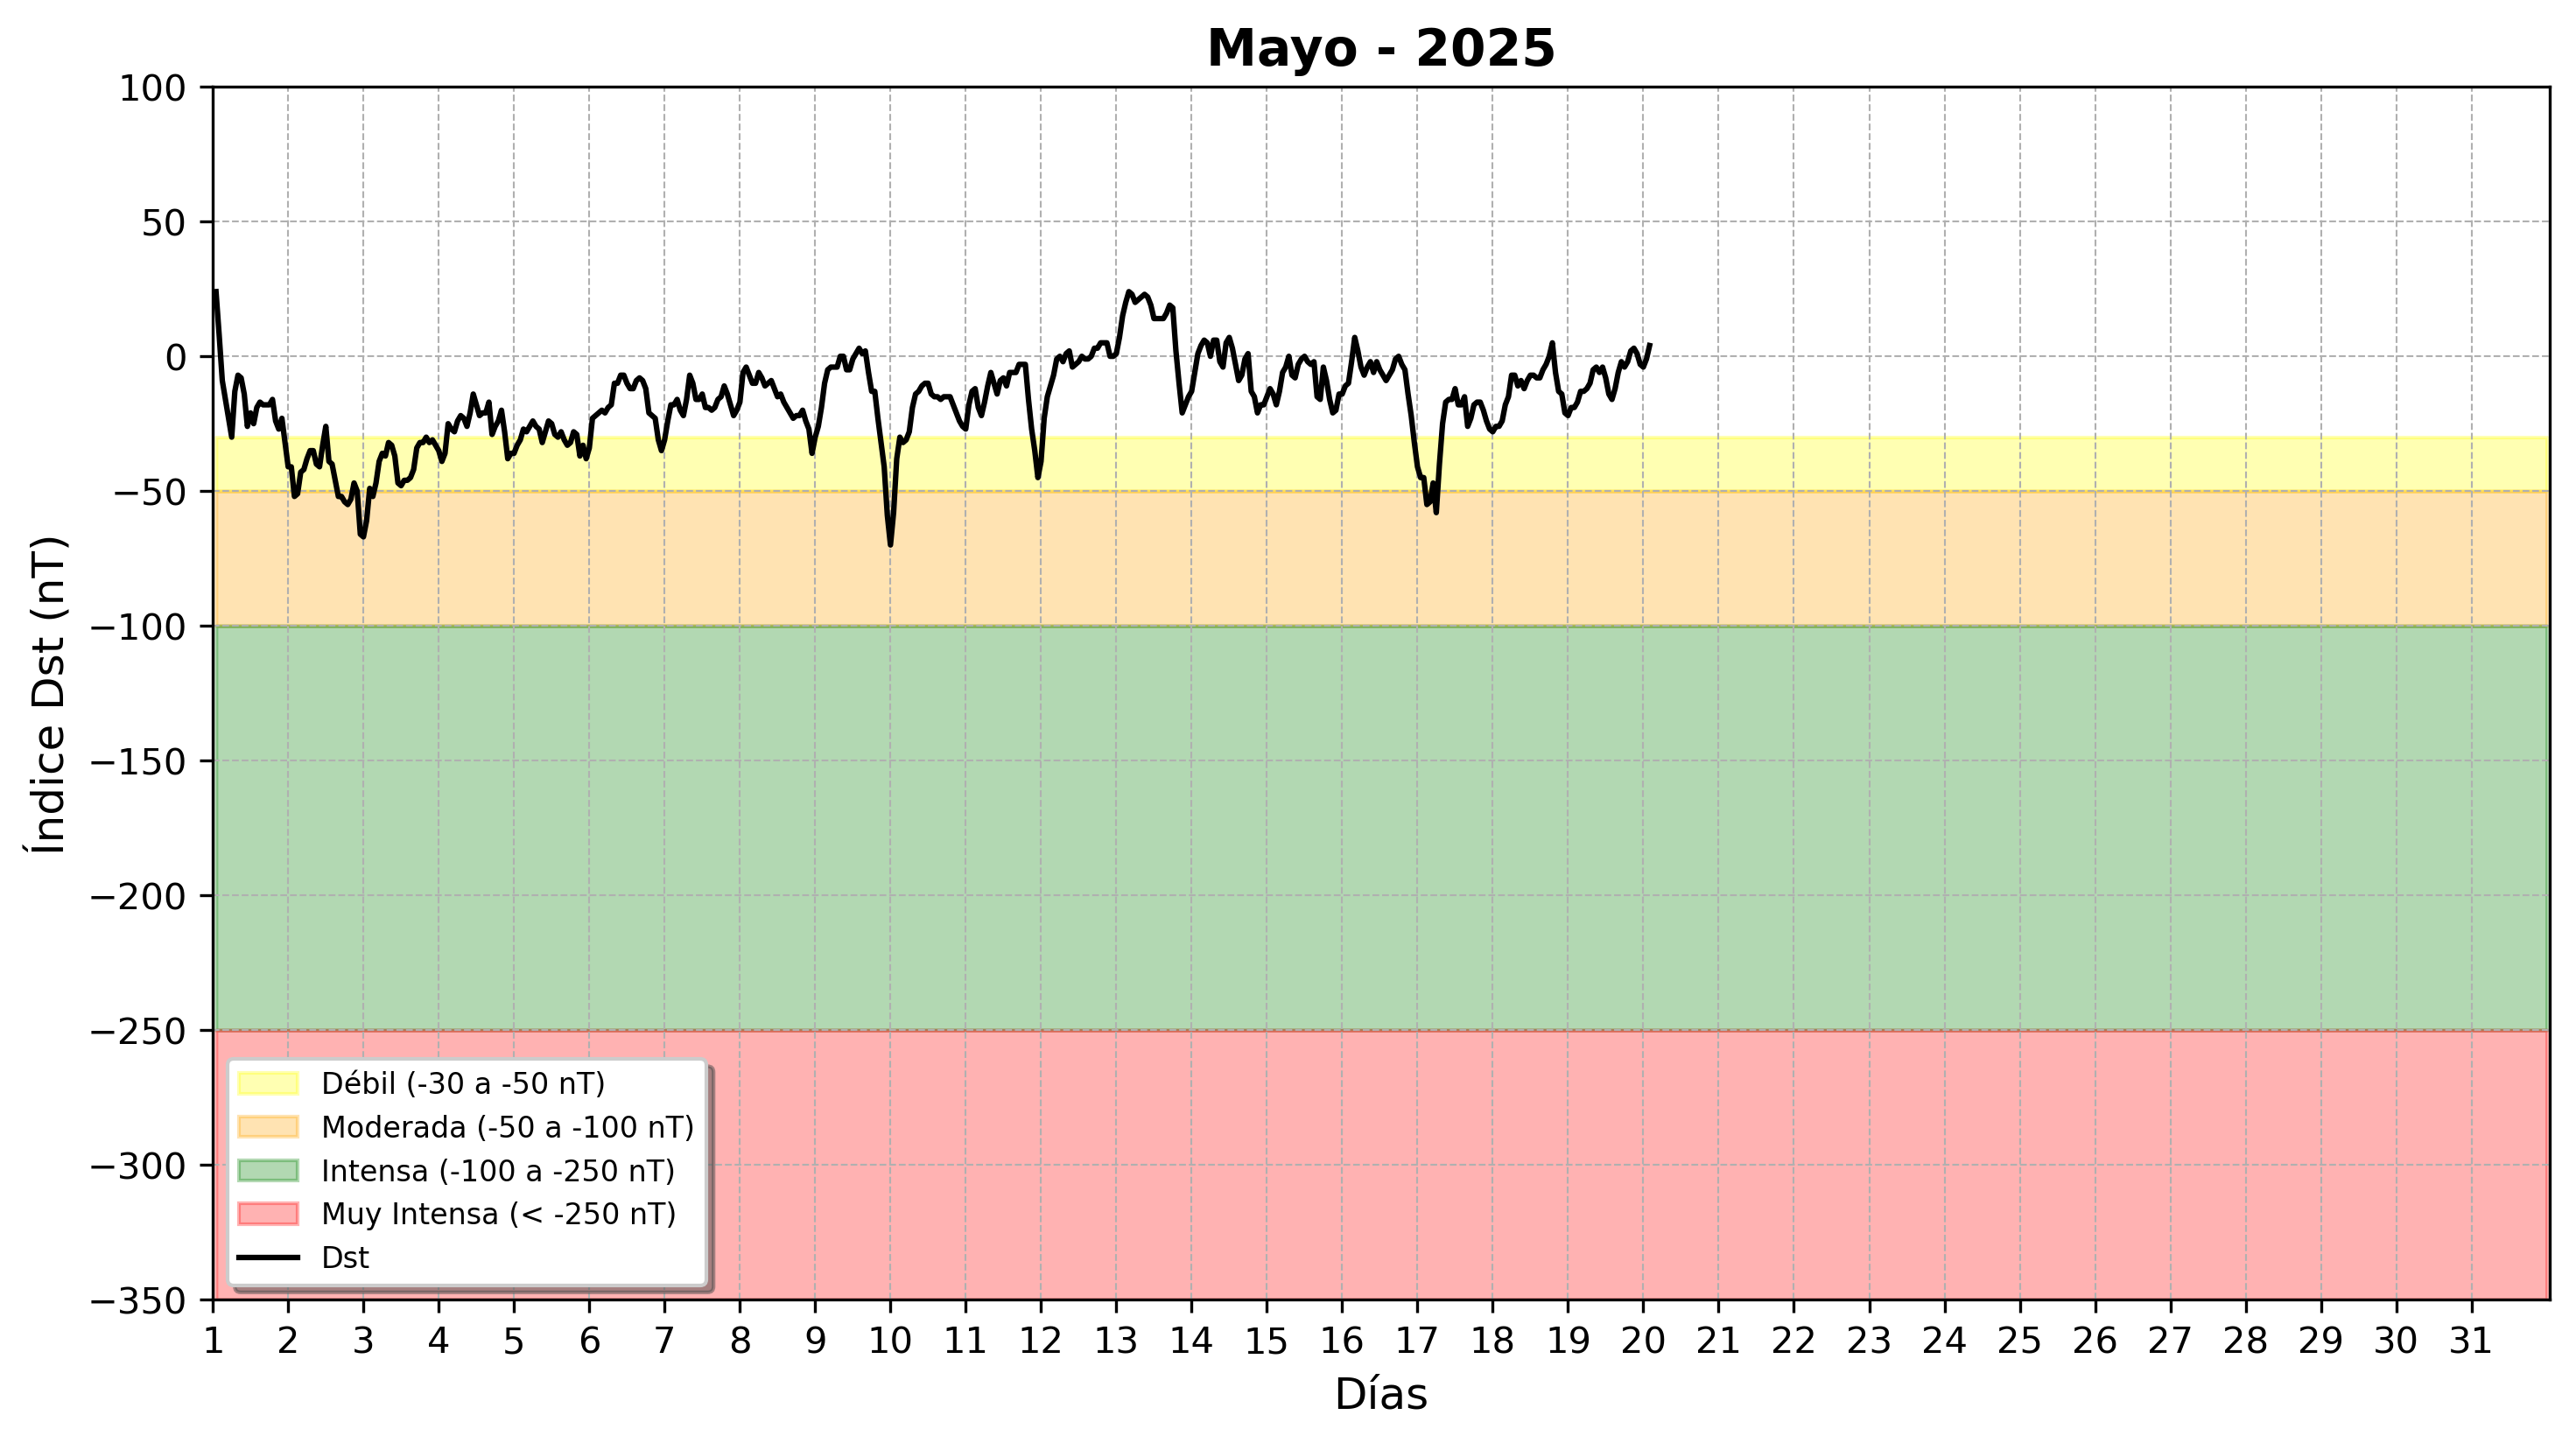 Mayo - 2025
Índice Dst (nT)
100
50
0
−50
−100
−150
−200
−250
−300
−350
Débil (-30 a -50 nT)
Moderada (-50 a -100 nT)
Intensa (-100 a -250 nT)
Muy Intensa (< -250 nT)
Dst
1 2 3 4 5 6 7 8 9 10 11 12 13 14 15 16 17 18 19 20 21 22 23 24 25 26 27 28 29 30 31
Días